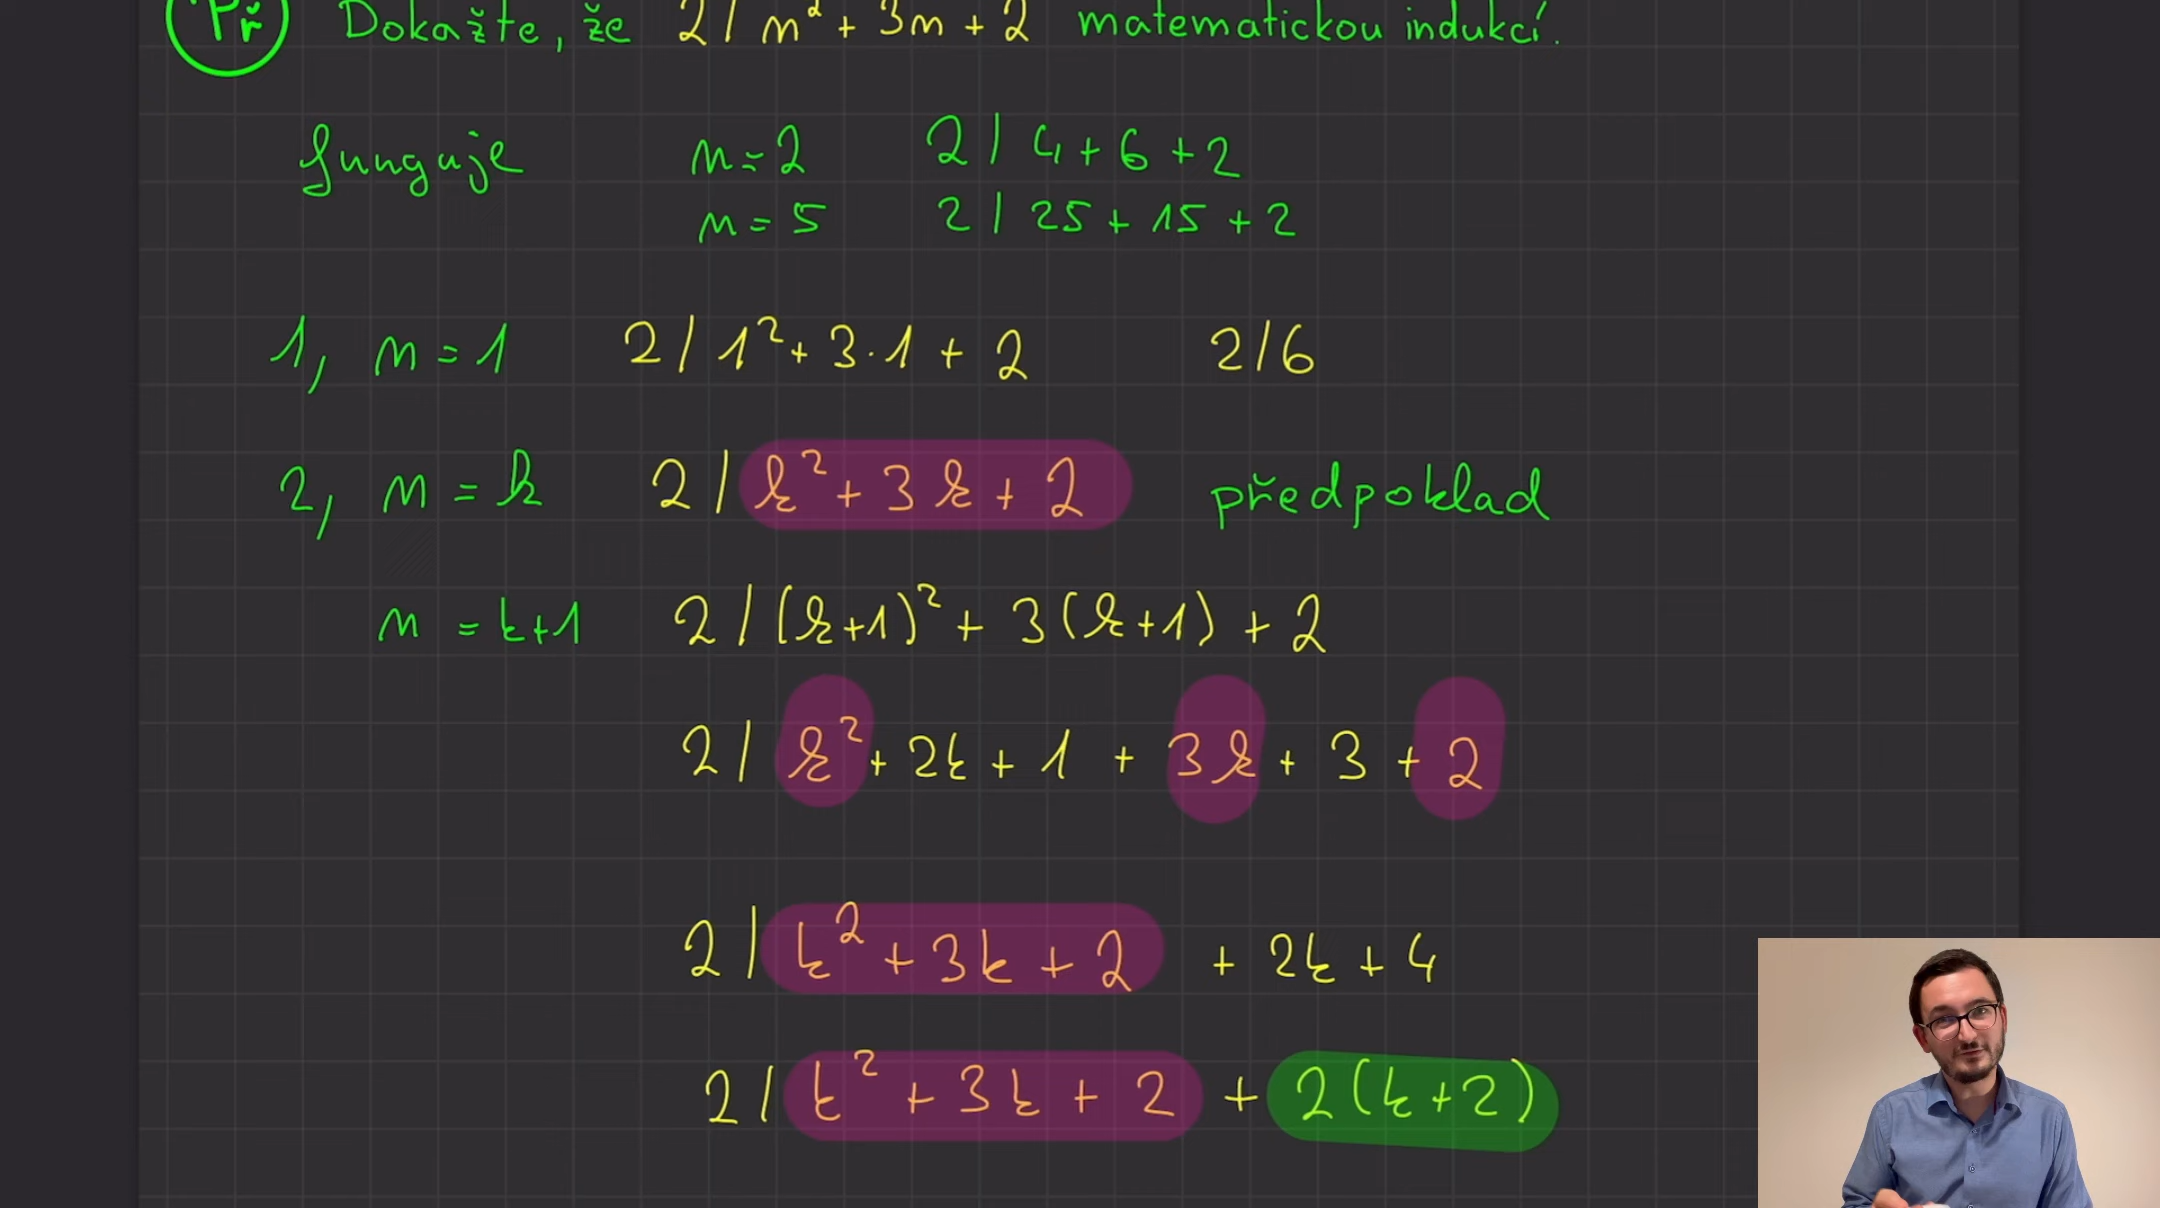 Př Dokažte, že 2 | n² + 3n + 2 matematickou indukcí.
funguje n = 2 2 | 4 + 6 + 2
n = 5 2 | 25 + 15 + 2
1, n = 1 2 | 1² + 3 · 1 + 2 2 | 6
2, n = k 2 | k² + 3k + 2 předpoklad
n = k+1 2 | (k+1)² + 3(k+1) + 2
2 | k² + 2k + 1 + 3k + 3 + 2
2 | k² + 3k + 2 + 2k + 4
2 | k² + 3k + 2 + 2(k+2)